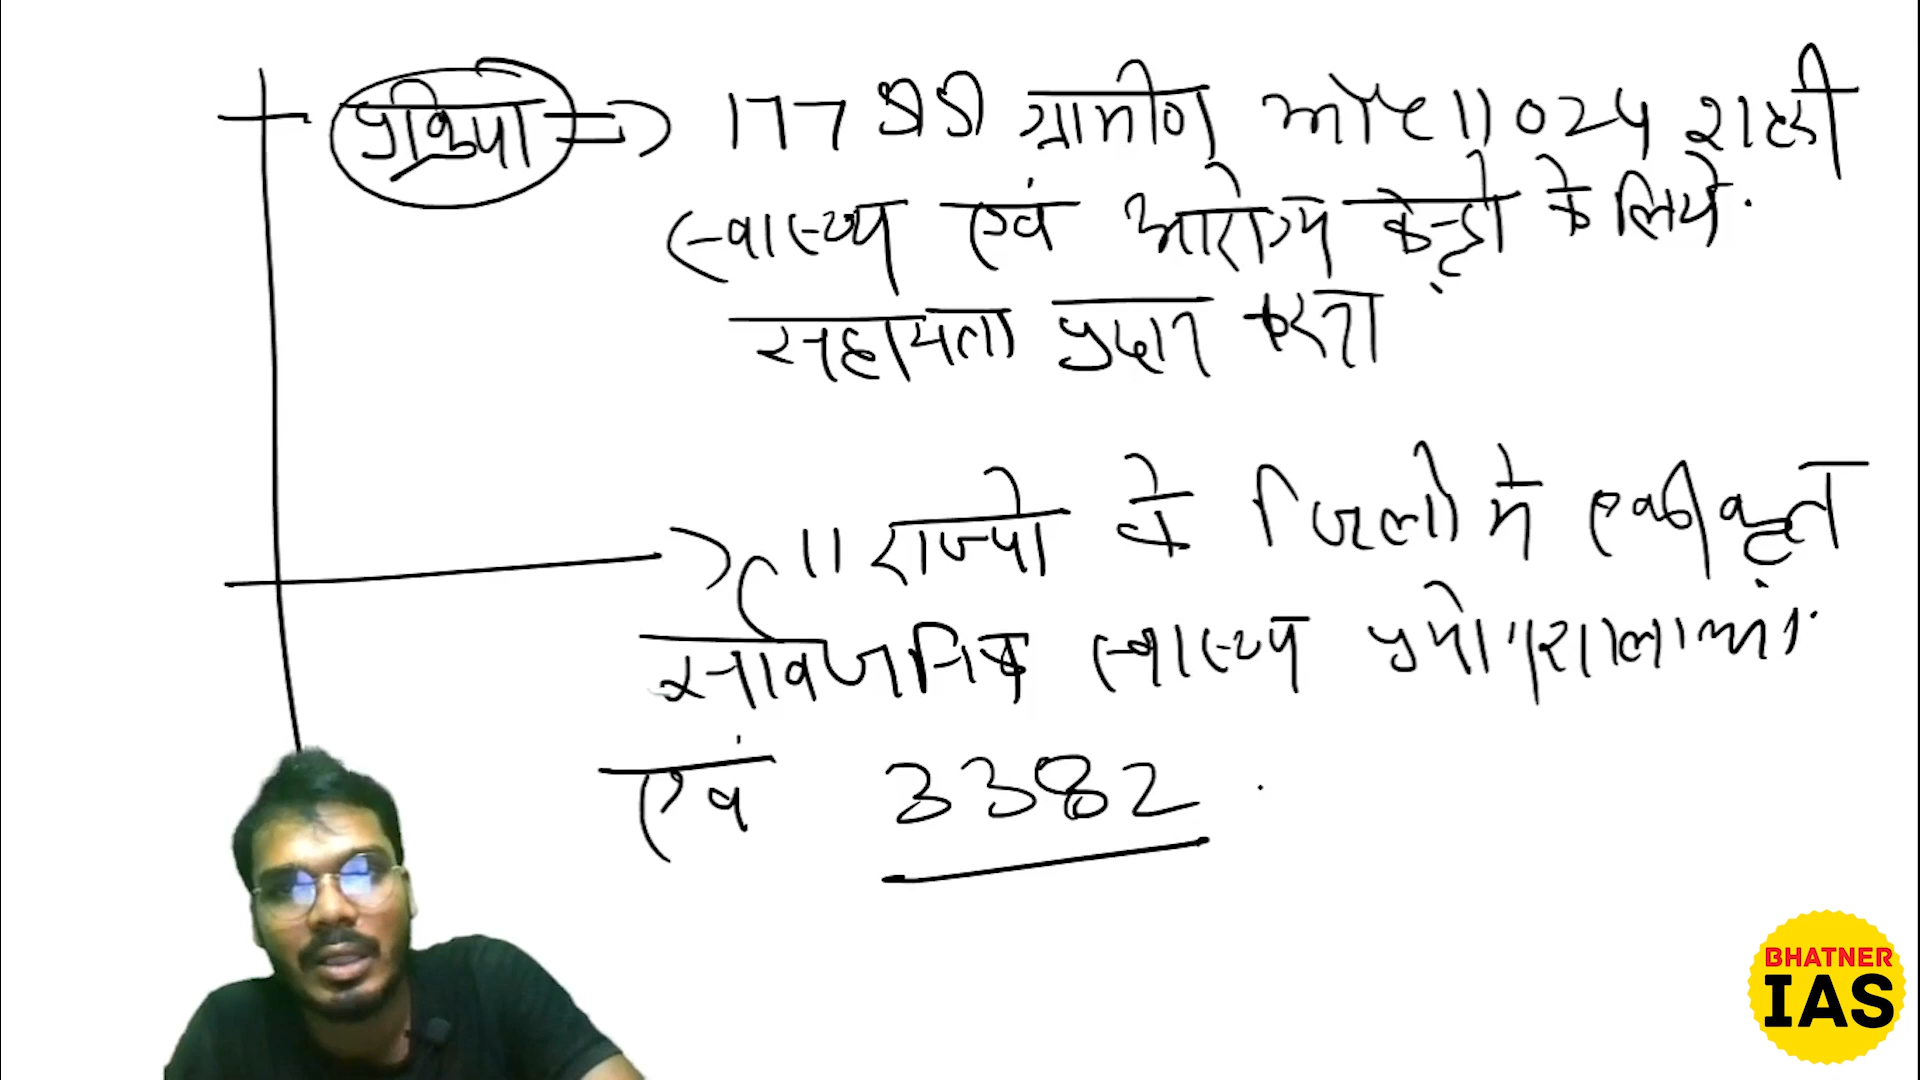 प्रक्रिया => 17788 ग्रामीण और 11024 शहरी
स्वास्थ्य एवं आरोग्य केन्द्रो के लिये
सहायता प्रदान करना
11 राज्यो के जिलो मे एकीकृत
सार्वजनिक स्वास्थ्य प्रयोगशालाओं
एवं 3382
BHATNER
IAS